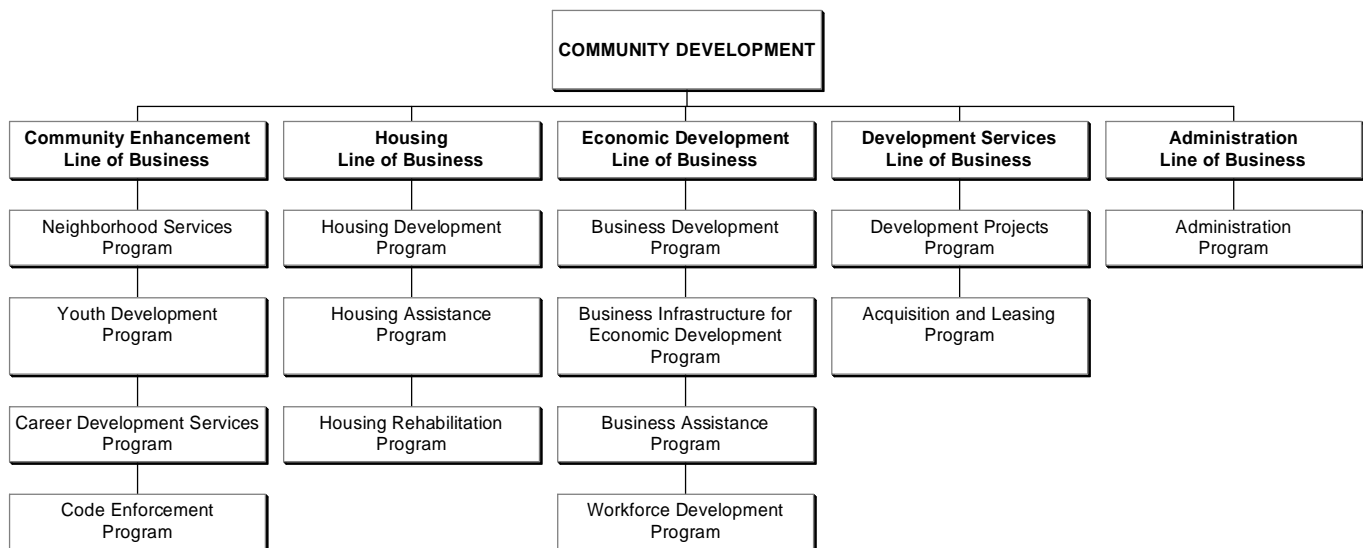 COMMUNITY DEVELOPMENT
Community Enhancement
Line of Business
Housing
Line of Business
Economic Development
Line of Business
Development Services
Line of Business
Administration
Line of Business
Neighborhood Services
Program
Housing Development
Program
Business Development
Program
Development Projects
Program
Administration
Program
Youth Development
Program
Housing Assistance
Program
Business Infrastructure for
Economic Development
Program
Acquisition and Leasing
Program
Career Development Services
Program
Housing Rehabilitation
Program
Business Assistance
Program
Code Enforcement
Program
Workforce Development
Program